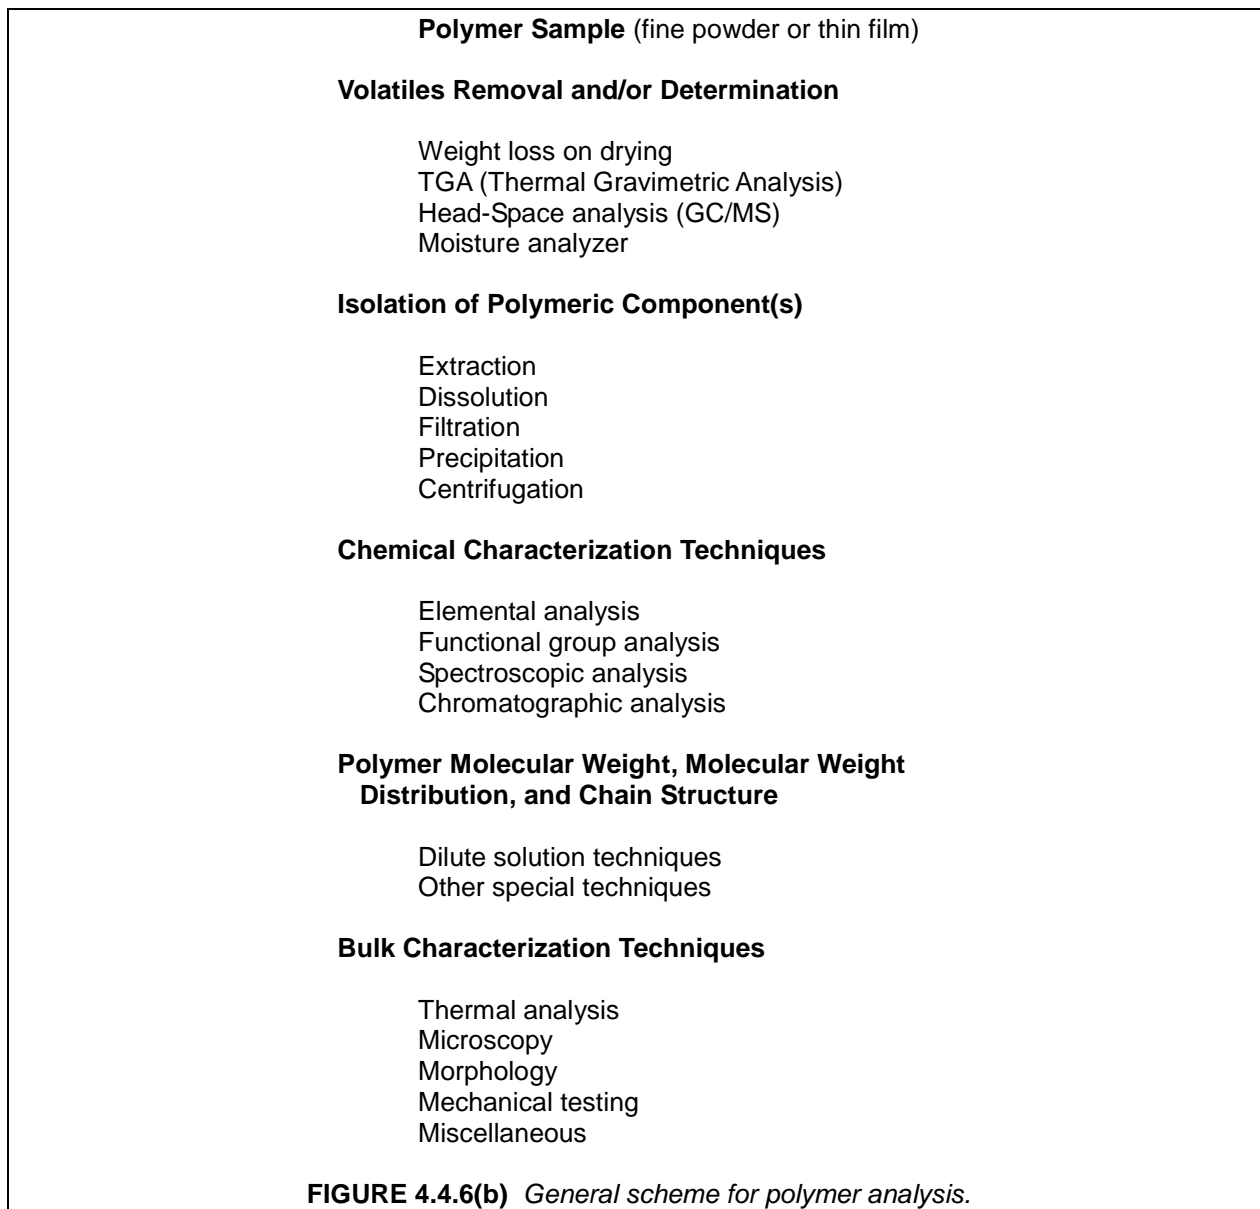 Polymer Sample (fine powder or thin film)
Volatiles Removal and/or Determination
Weight loss on drying
TGA (Thermal Gravimetric Analysis)
Head-Space analysis (GC/MS)
Moisture analyzer
Isolation of Polymeric Component(s)
Extraction
Dissolution
Filtration
Precipitation
Centrifugation
Chemical Characterization Techniques
Elemental analysis
Functional group analysis
Spectroscopic analysis
Chromatographic analysis
Polymer Molecular Weight, Molecular Weight
Distribution, and Chain Structure
Dilute solution techniques
Other special techniques
Bulk Characterization Techniques
Thermal analysis
Microscopy
Morphology
Mechanical testing
Miscellaneous
FIGURE 4.4.6(b) General scheme for polymer analysis.